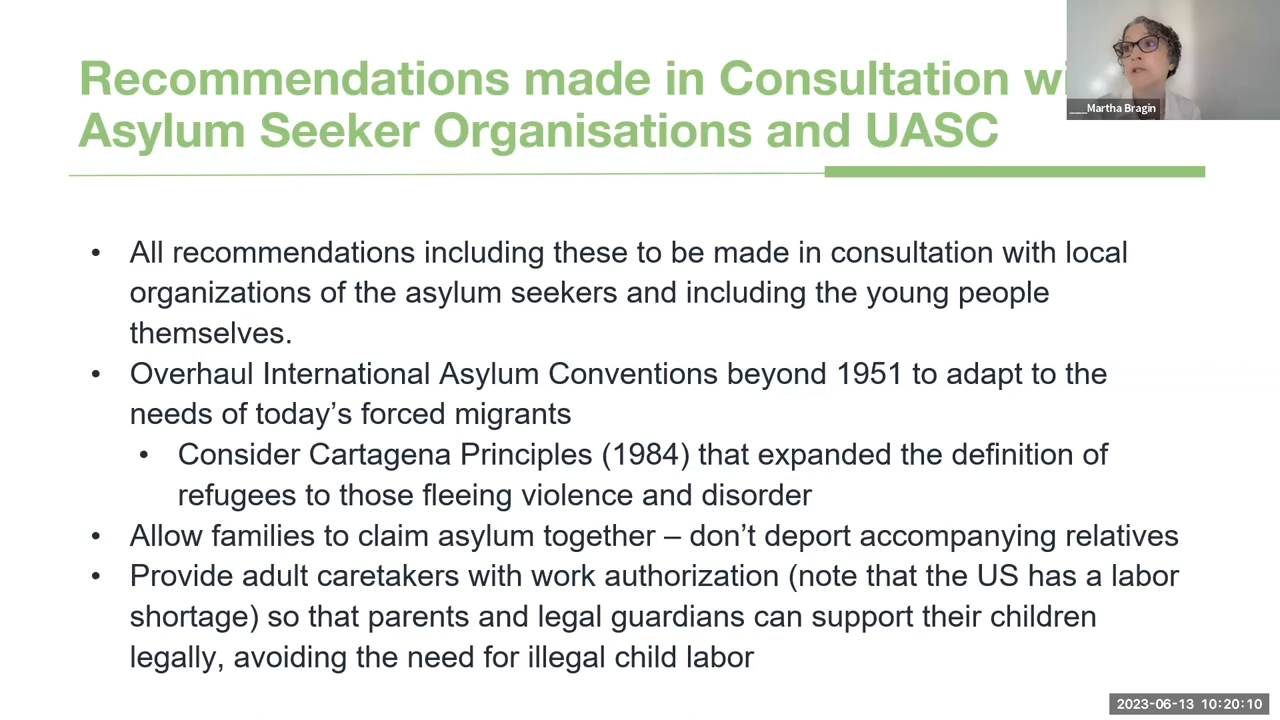 Recommendations made in Consultation
Asylum Seeker Organisations and UASC
___Martha Bragin
• All recommendations including these to be made in consultation with local
organizations of the asylum seekers and including the young people
themselves.
• Overhaul International Asylum Conventions beyond 1951 to adapt to the
needs of today’s forced migrants
• Consider Cartagena Principles (1984) that expanded the definition of
refugees to those fleeing violence and disorder
• Allow families to claim asylum together – don’t deport accompanying relatives
• Provide adult caretakers with work authorization (note that the US has a labor
shortage) so that parents and legal guardians can support their children
legally, avoiding the need for illegal child labor
2023-06-13 10:20:10